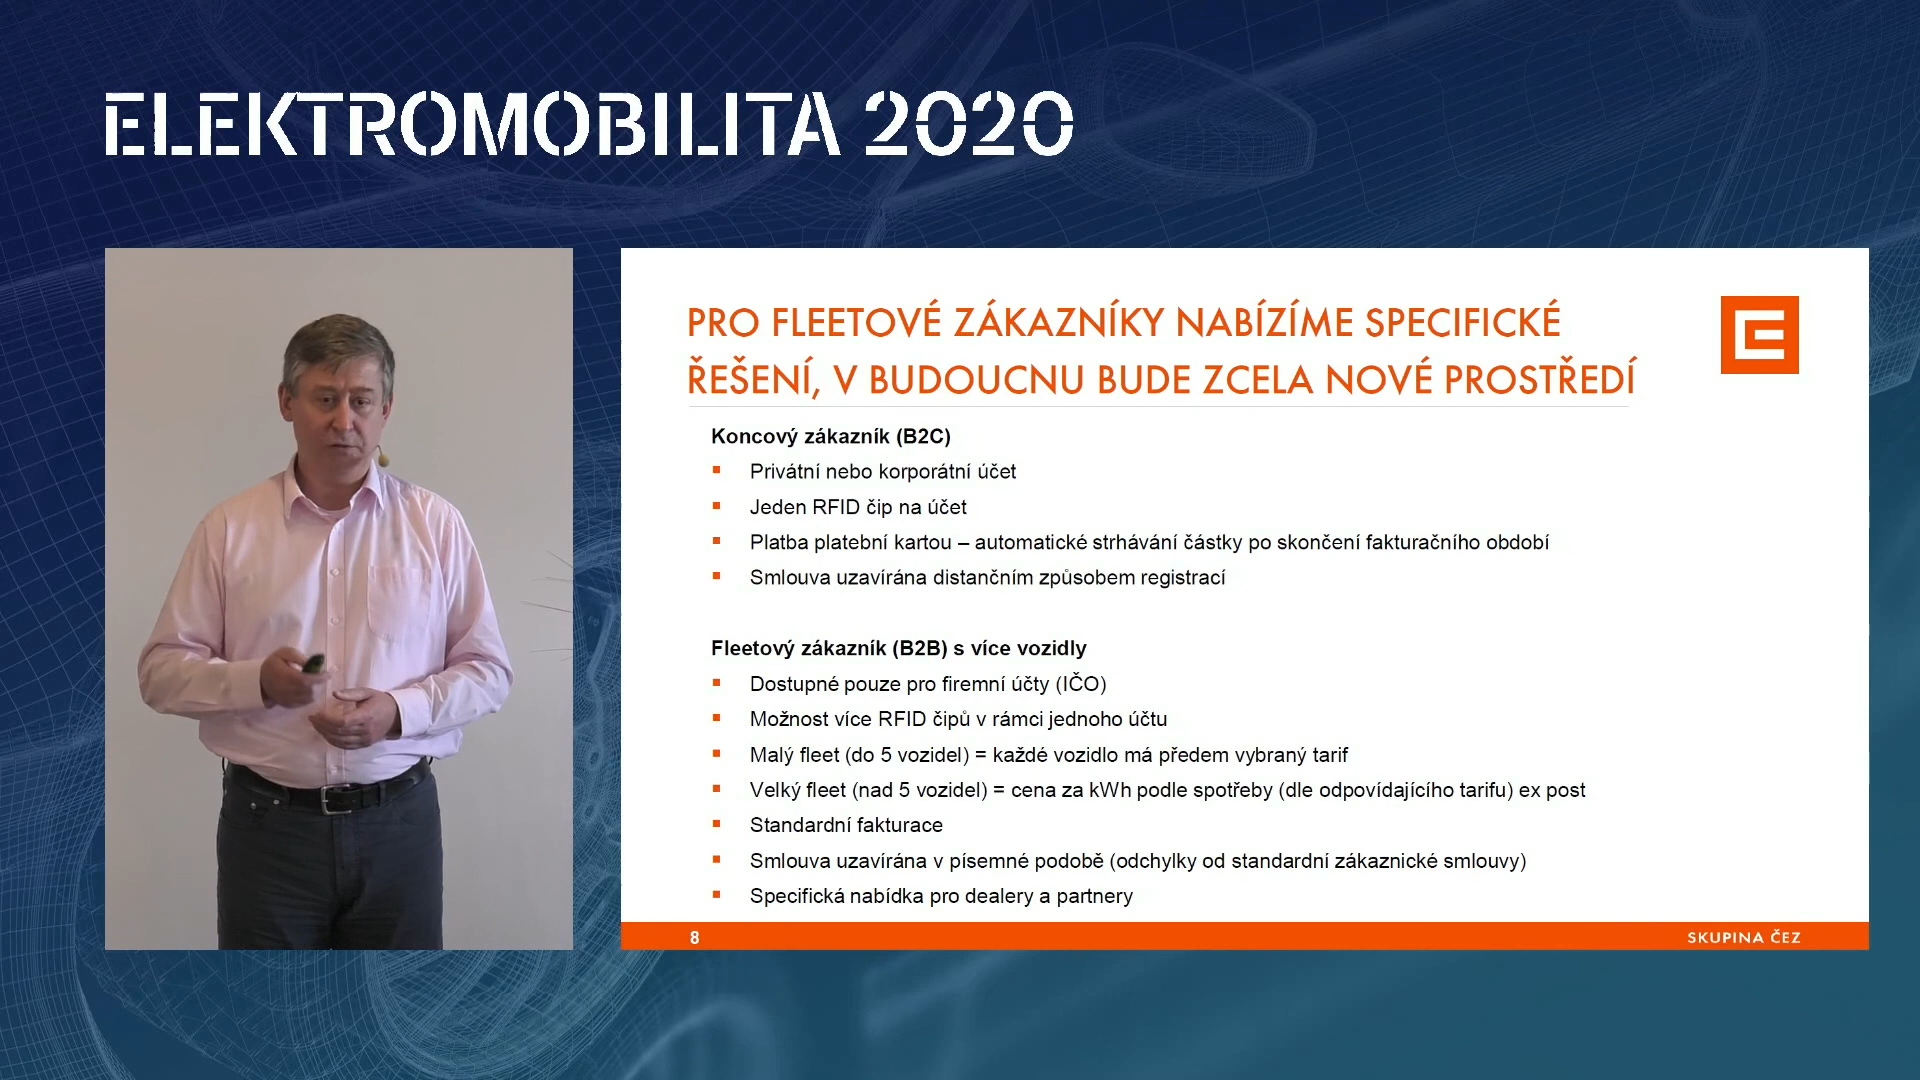 ELEKTROMOBILITA 2020
PRO FLEETOVÉ ZÁKAZNÍKY NABÍZÍME SPECIFICKÉ
ŘEŠENÍ, V BUDOUCNU BUDE ZCELA NOVÉ PROSTŘEDÍ
Koncový zákazník (B2C)
▪ Privátní nebo korporátní účet
▪ Jeden RFID čip na účet
▪ Platba platební kartou – automatické strhávání částky po skončení fakturačního období
▪ Smlouva uzavírána distančním způsobem registrací
Fleetový zákazník (B2B) s více vozidly
▪ Dostupné pouze pro firemní účty (IČO)
▪ Možnost více RFID čipů v rámci jednoho účtu
▪ Malý fleet (do 5 vozidel) = každé vozidlo má předem vybraný tarif
▪ Velký fleet (nad 5 vozidel) = cena za kWh podle spotřeby (dle odpovídajícího tarifu) ex post
▪ Standardní fakturace
▪ Smlouva uzavírána v písemné podobě (odchylky od standardní zákaznické smlouvy)
▪ Specifická nabídka pro dealery a partnery
8
SKUPINA ČEZ